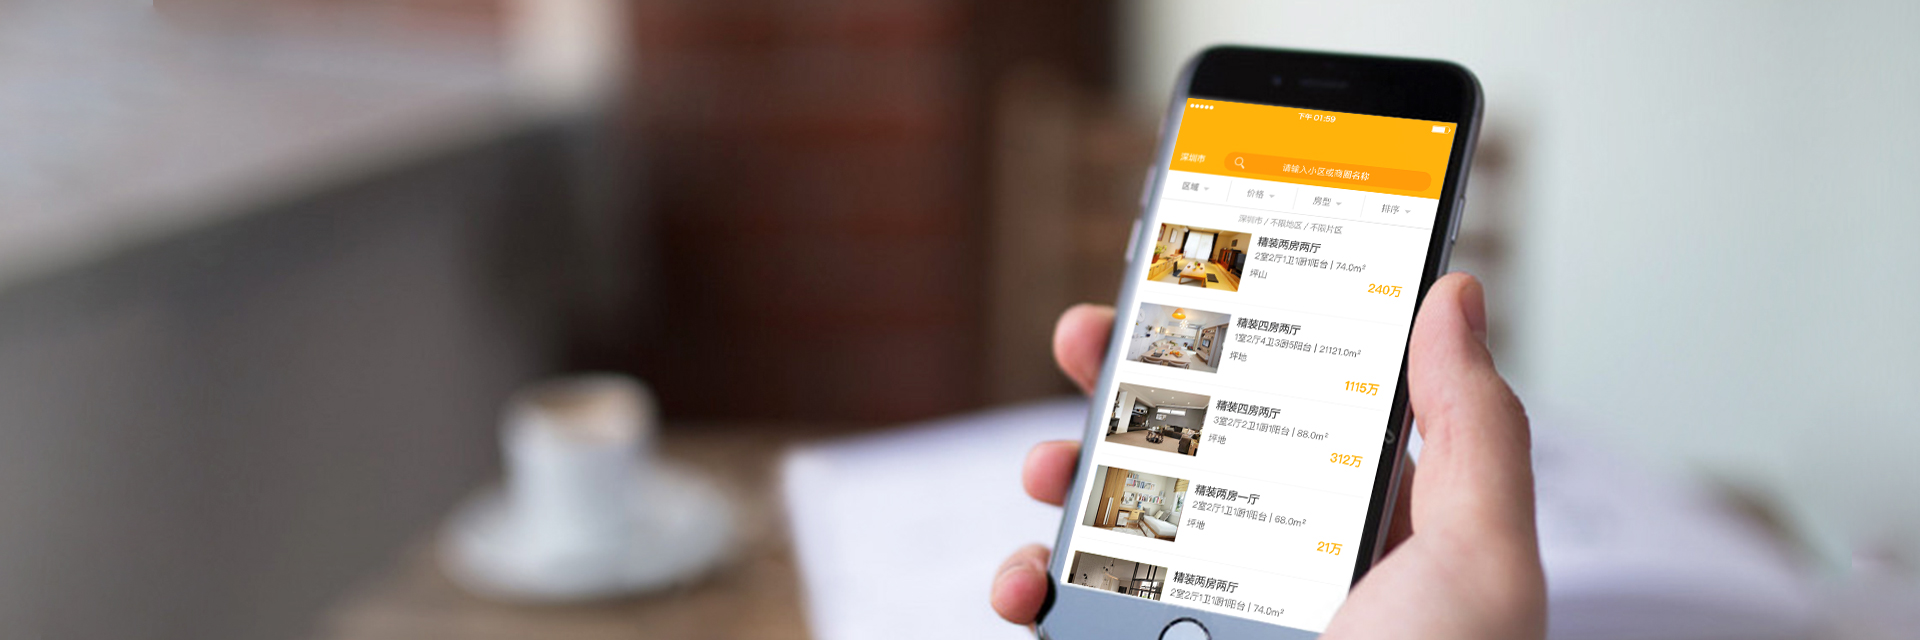 下午 01:59
深圳市
请输入小区或商圈名称
区域 价格 房型 排序
深圳市 / 不限地区 / 不限片区
精装两房两厅
2室2厅1卫1厨1阳台 | 74.0m²
坪山
240万
精装四房两厅
1室2厅4卫3厨5阳台 | 21121.0m²
坪地
1115万
精装四房两厅
3室2厅2卫1厨1阳台 | 88.0m²
坪地
312万
精装两房一厅
2室2厅1卫1厨1阳台 | 68.0m²
坪地
21万
精装两房两厅
2室2厅1卫1厨1阳台 | 74.0m²